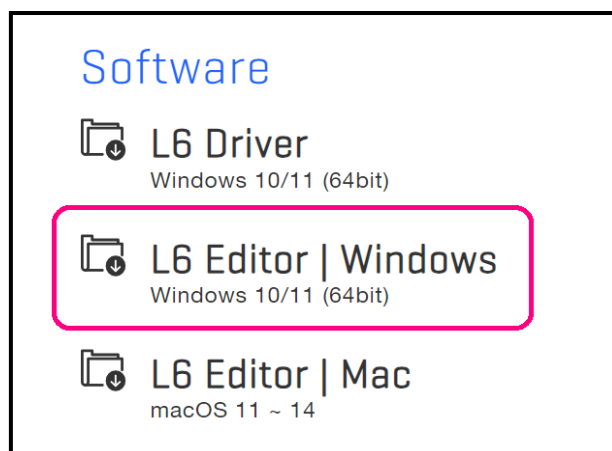 Software
L6 Driver
Windows 10/11 (64bit)
L6 Editor | Windows
Windows 10/11 (64bit)
L6 Editor | Mac
macOS 11 ~ 14